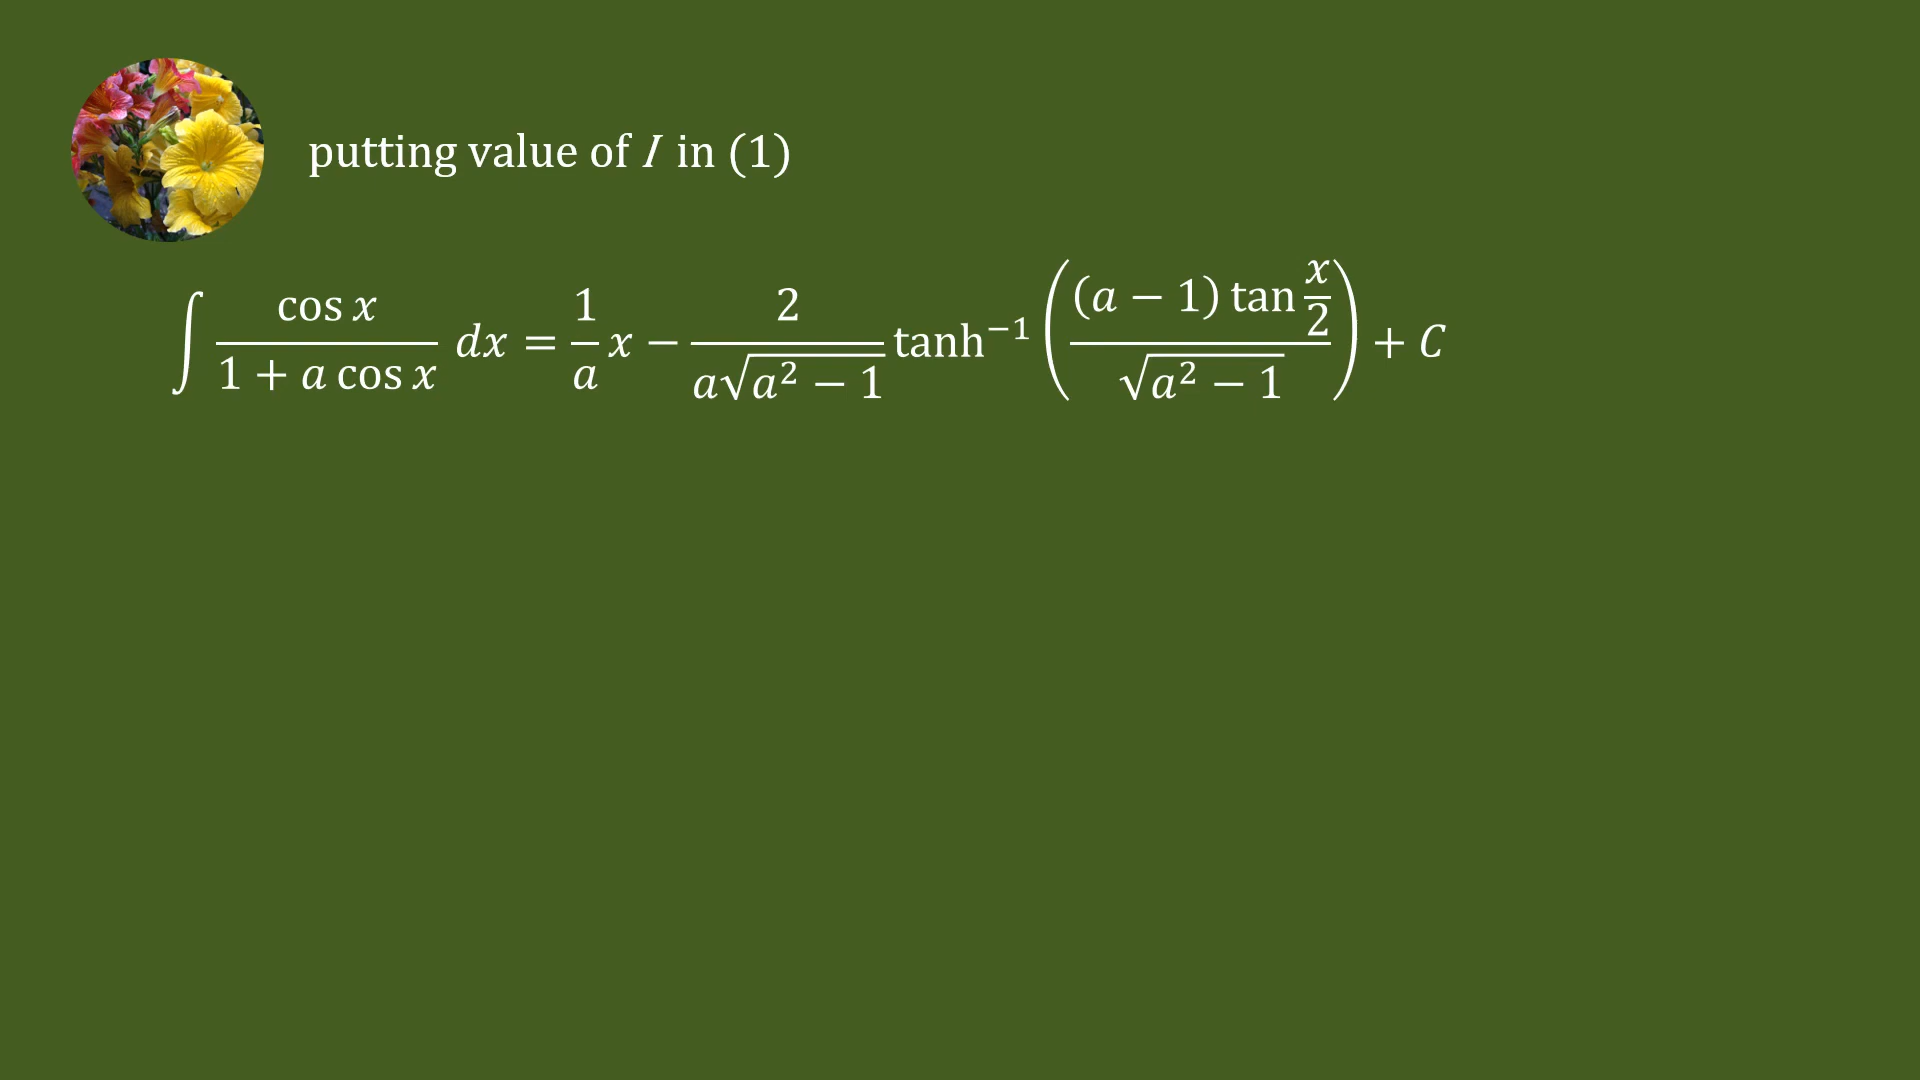 putting value of I in (1)
∫ cos x / (1 + a cos x) dx = 1/a x − 2 / (a√(a² − 1)) tanh⁻¹ ( (a − 1) tan x/2 / √(a² − 1) ) + C